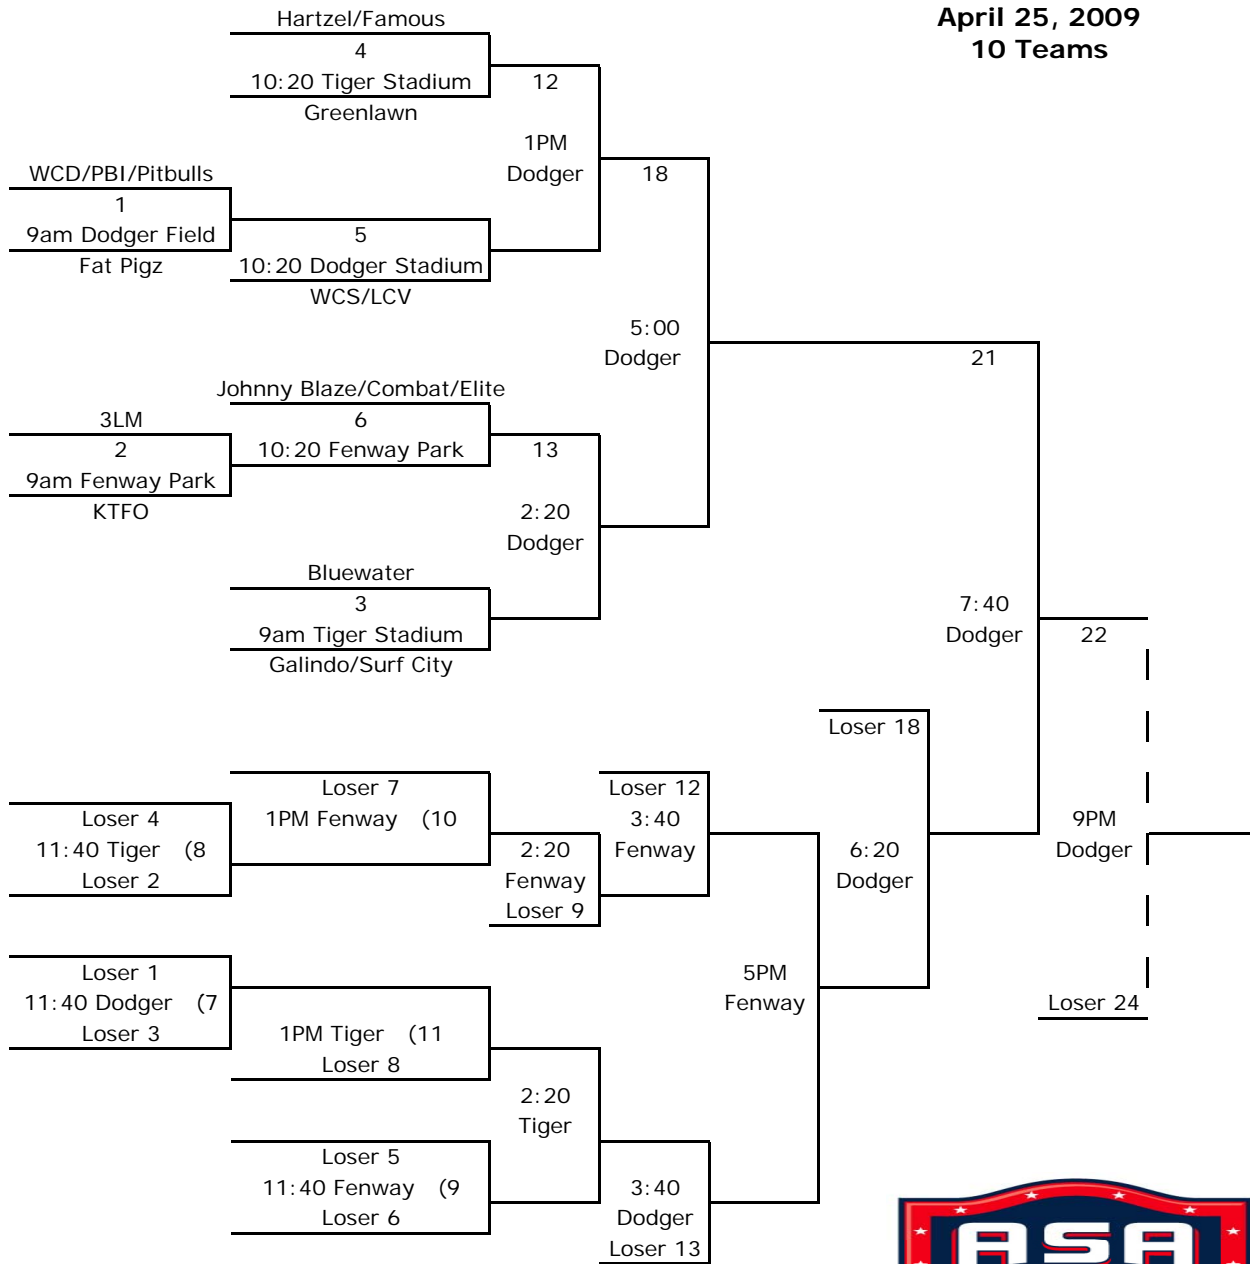 April 25, 2009
10 Teams
Hartzel/Famous
4
10:20 Tiger Stadium
Greenlawn
12
1PM
Dodger
WCD/PBI/Pitbulls
1
9am Dodger Field
Fat Pigz
5
10:20 Dodger Stadium
WCS/LCV
18
5:00
Dodger
21
Johnny Blaze/Combat/Elite
6
10:20 Fenway Park
3LM
2
9am Fenway Park
KTFO
13
2:20
Dodger
Bluewater
3
9am Tiger Stadium
Galindo/Surf City
7:40
Dodger
22
Loser 18
Loser 7
1PM Fenway (10
Loser 12
3:40
Fenway
Loser 4
11:40 Tiger (8
Loser 2
2:20
Fenway
Loser 9
6:20
Dodger
9PM
Dodger
Loser 1
11:40 Dodger (7
Loser 3
1PM Tiger (11
Loser 8
5PM
Fenway
Loser 24
2:20
Tiger
Loser 5
11:40 Fenway (9
Loser 6
3:40
Dodger
Loser 13
ASA